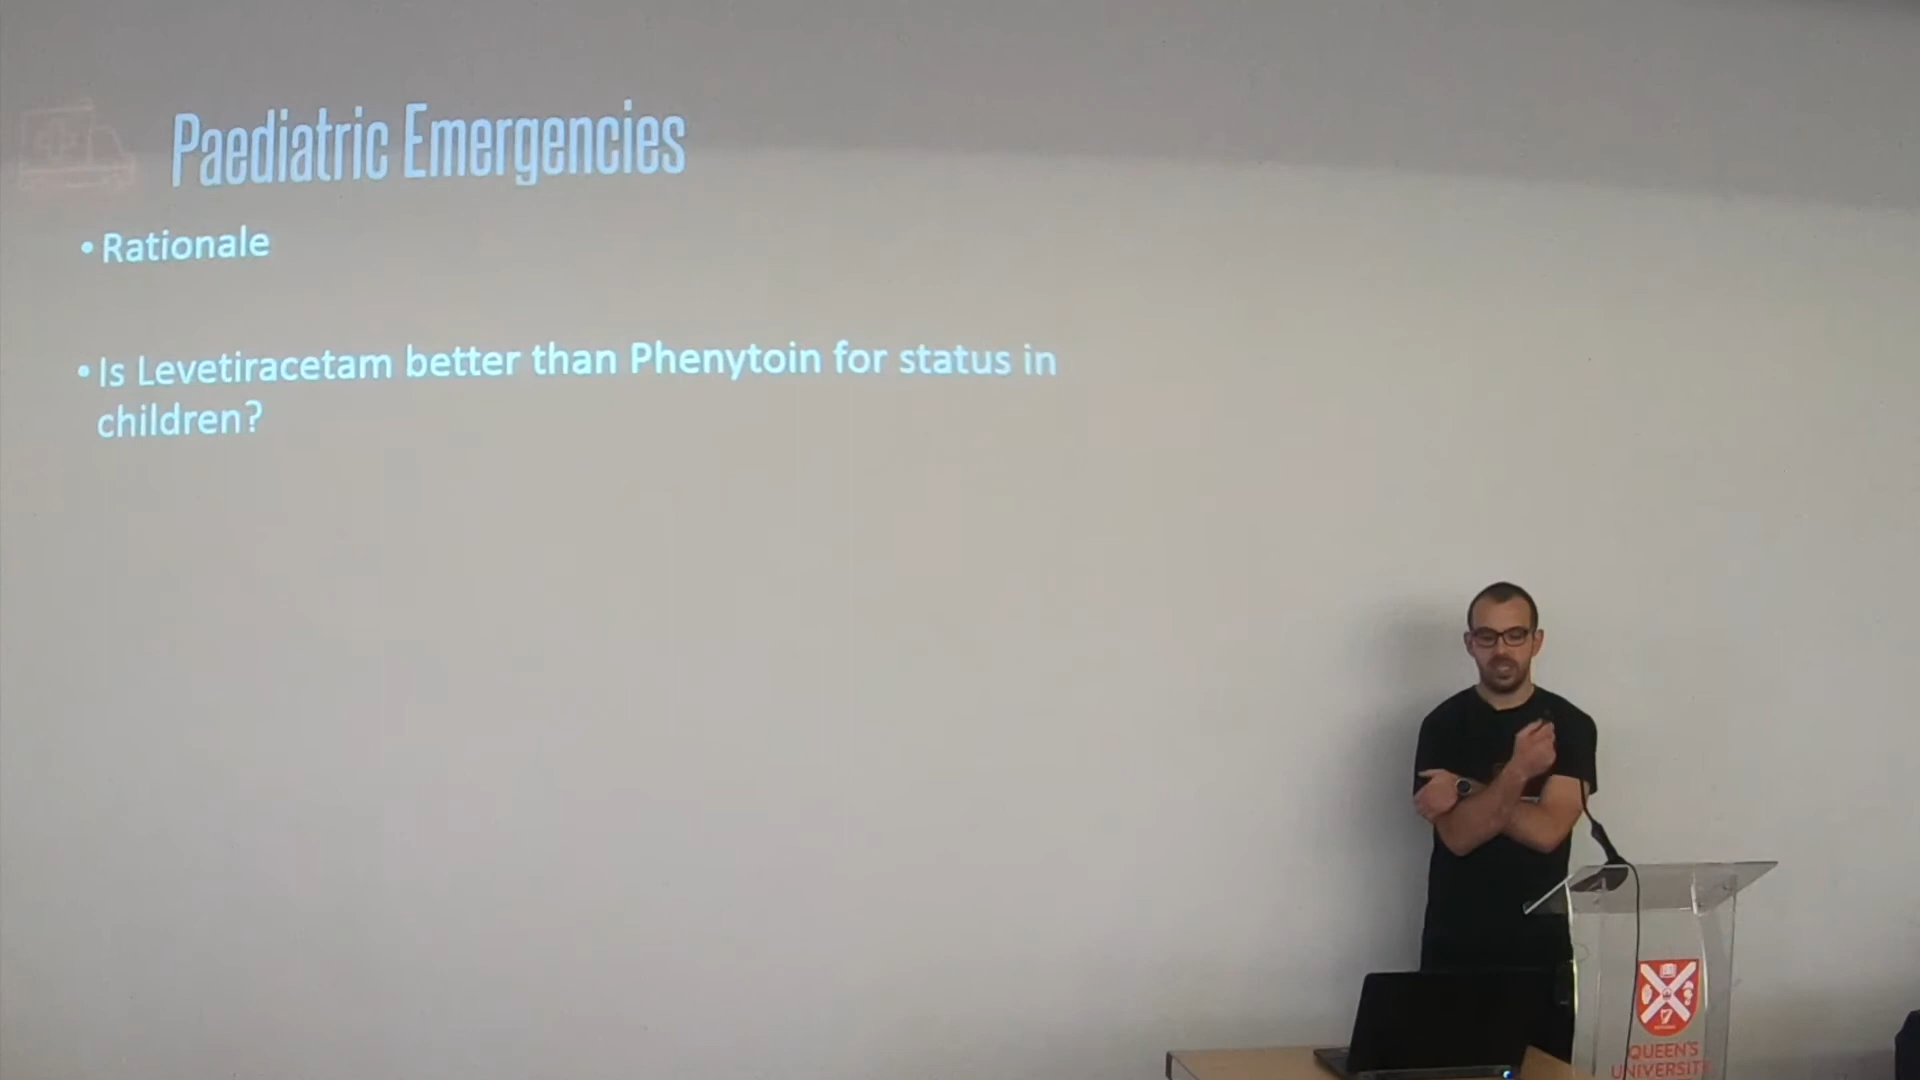 Paediatric Emergencies
• Rationale
• Is Levetiracetam better than Phenytoin for status in
children?
QUEEN'S
UNIVERSITY